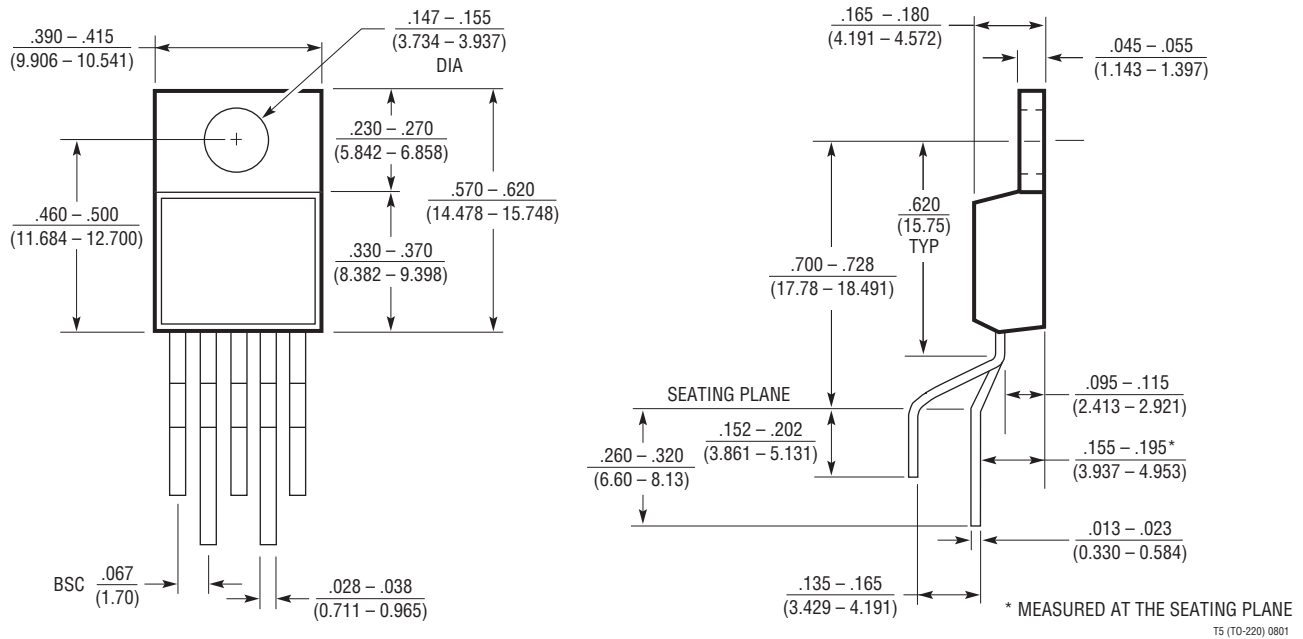 .390 – .415
(9.906 – 10.541)
.147 – .155
(3.734 – 3.937)
DIA
.230 – .270
(5.842 – 6.858)
.570 – .620
(14.478 – 15.748)
.460 – .500
(11.684 – 12.700)
.330 – .370
(8.382 – 9.398)
BSC
.067
(1.70)
.028 – .038
(0.711 – 0.965)
.165 – .180
(4.191 – 4.572)
.045 – .055
(1.143 – 1.397)
.620
(15.75)
TYP
.700 – .728
(17.78 – 18.491)
SEATING PLANE
.095 – .115
(2.413 – 2.921)
.152 – .202
(3.861 – 5.131)
.260 – .320
(6.60 – 8.13)
.155 – .195*
(3.937 – 4.953)
.013 – .023
(0.330 – 0.584)
.135 – .165
(3.429 – 4.191)
* MEASURED AT THE SEATING PLANE
T5 (TO-220) 0801